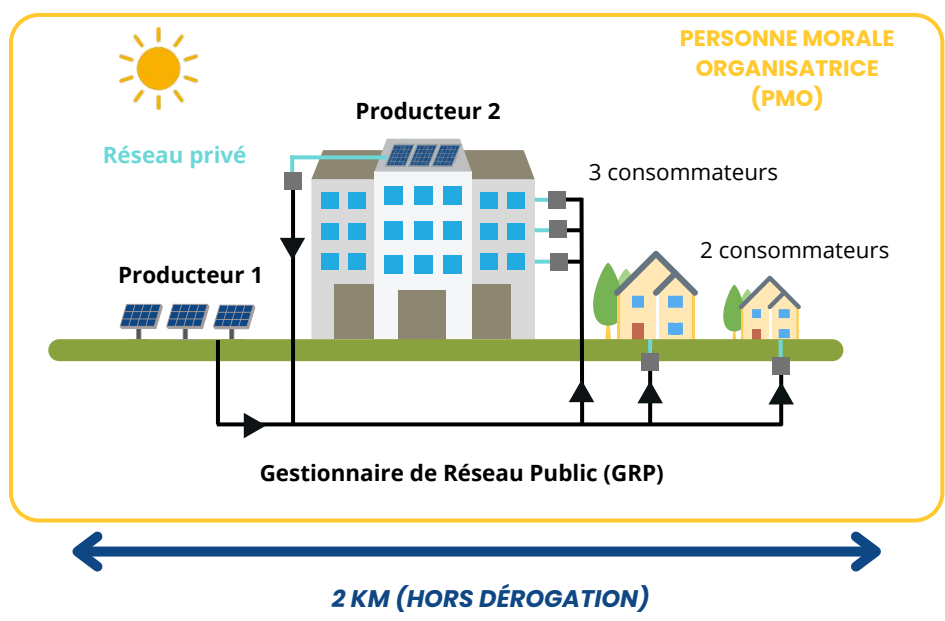 PERSONNE MORALE
ORGANISATRICE
(PMO)
Producteur 2
Réseau privé
3 consommateurs
2 consommateurs
Producteur 1
Gestionnaire de Réseau Public (GRP)
2 KM (HORS DÉROGATION)